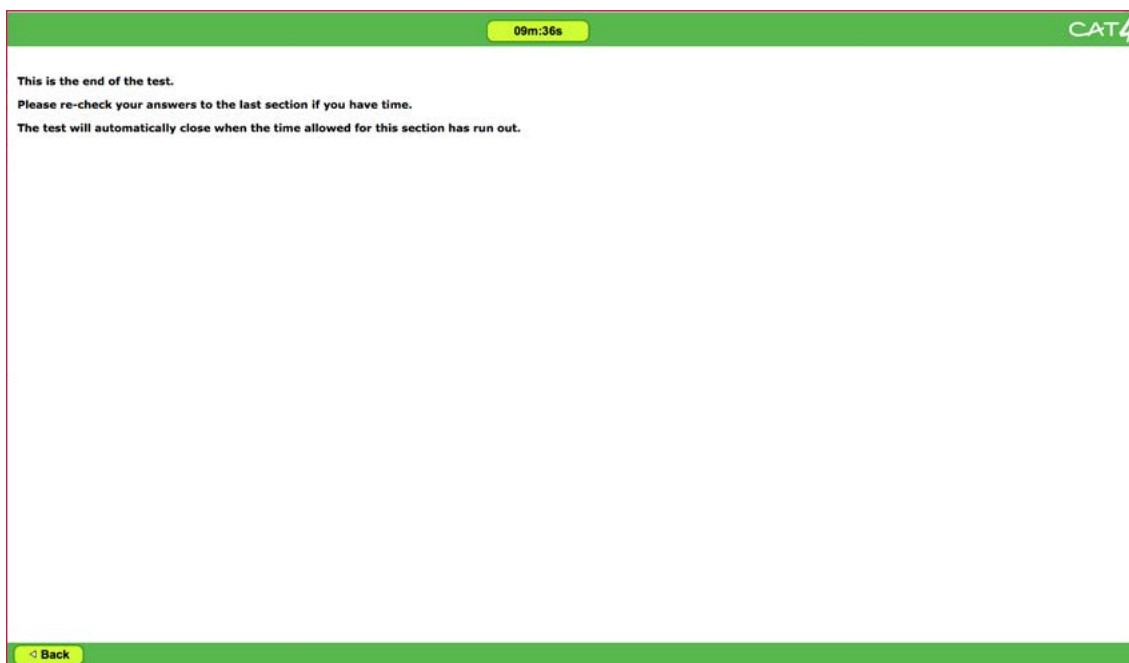 09m:36s
CAT4
This is the end of the test.
Please re-check your answers to the last section if you have time.
The test will automatically close when the time allowed for this section has run out.
Back